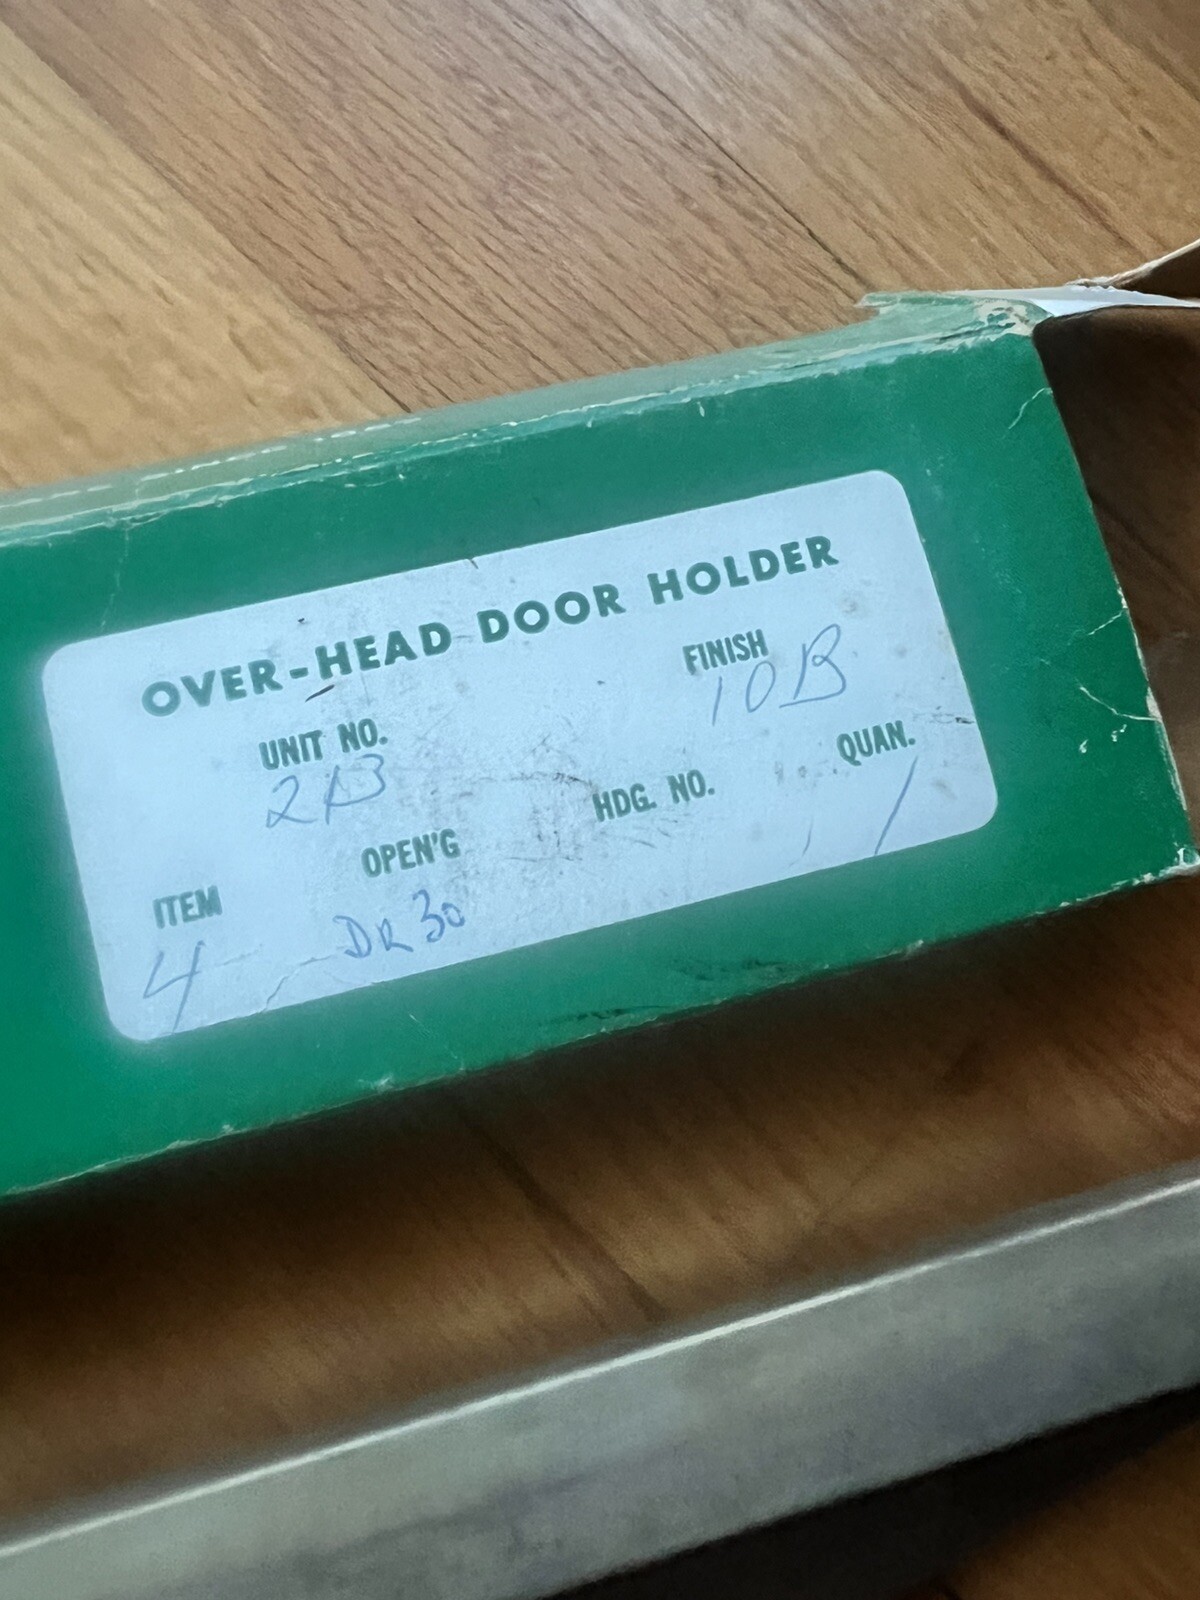 OVER-HEAD DOOR HOLDER
UNIT NO. FINISH
2B 10B
OPEN'G HDG. NO. QUAN.
DR 30 1
ITEM
4